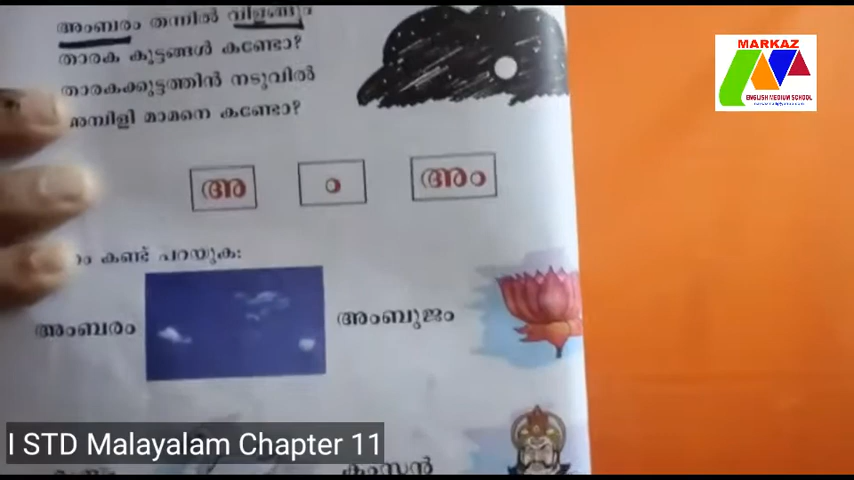 അംബരം തന്നിൽ വിളങ്ങും
താരക കൂട്ടങ്ങൾ കണ്ടോ?
താരകക്കൂട്ടത്തിൻ നടുവിൽ
അമ്പിളി മാമനെ കണ്ടോ?
അ ം അം
കണ്ട് പറയുക:
അംബരം അംബുജം
കംസൻ
MARKAZ
ENGLISH MEDIUM SCHOOL
I STD Malayalam Chapter 11